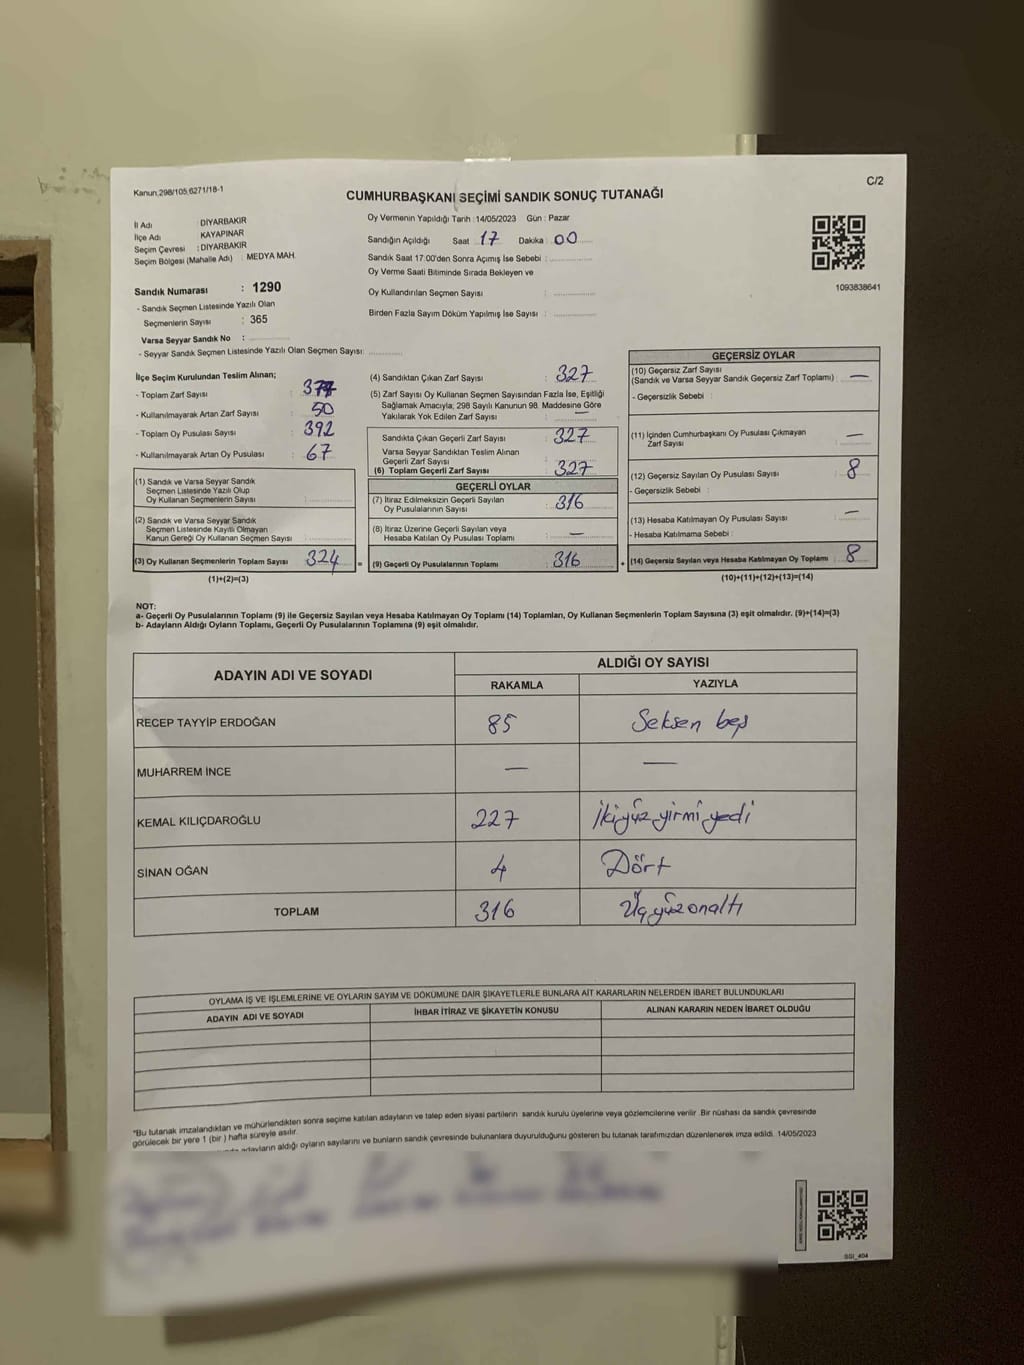 Kanun;298/105,6271/18-1
C/2
CUMHURBAŞKANI SEÇİMİ SANDIK SONUÇ TUTANAĞI
İl Adı DİYARBAKIR
İlçe Adı KAYAPINAR
Seçim Çevresi : DİYARBAKIR
Seçim Bölgesi (Mahalle Adı) : MEDYA MAH.
Sandık Numarası : 1290
- Sandık Seçmen Listesinde Yazılı Olan
Seçmenlerin Sayısı : 365
Varsa Seyyar Sandık No :
- Seyyar Sandık Seçmen Listesinde Yazılı Olan Seçmen Sayısı:
Oy Vermenin Yapıldığı Tarih : 14/05/2023 Gün : Pazar
Sandığın Açıldığı Saat 17 Dakika : 00
Sandık Saat 17:00'den Sonra Açımış İse Sebebi :
Oy Verme Saati Bitiminde Sırada Bekleyen ve
Oy Kullandırılan Seçmen Sayısı :
Birden Fazla Sayım Döküm Yapılmış İse Sayısı :
1093838641
İlçe Seçim Kurulundan Teslim Alınan;
- Toplam Zarf Sayısı :
- Kullanılmayarak Artan Zarf Sayısı : 50
- Toplam Oy Pusulası Sayısı : 392
- Kullanılmayarak Artan Oy Pusulası : 67
(1) Sandık ve Varsa Seyyar Sandık
Seçmen Listesinde Yazılı Olup
Oy Kullanan Seçmenlerin Sayısı :
(2) Sandık ve Varsa Seyyar Sandık
Seçmen Listesinde Kayıtlı Olmayan
Kanun Gereği Oy Kullanan Seçmen Sayısı :
(3) Oy Kullanan Seçmenlerin Toplam Sayısı : 324 =
(1)+(2)=(3)
(4) Sandıktan Çıkan Zarf Sayısı : 327
(5) Zarf Sayısı Oy Kullanan Seçmen Sayısından Fazla İse, Eşitliği
Sağlamak Amacıyla; 298 Sayılı Kanunun 98. Maddesine Göre
Yakılarak Yok Edilen Zarf Sayısı : —
Sandıkta Çıkan Geçerli Zarf Sayısı : 327
Varsa Seyyar Sandıktan Teslim Alınan
Geçerli Zarf Sayısı :
(6) Toplam Geçerli Zarf Sayısı : 327
GEÇERLİ OYLAR
(7) İtiraz Edilmeksizin Geçerli Sayılan
Oy Pusulalarının Sayısı : 316
(8) İtiraz Üzerine Geçerli Sayılan veya
Hesaba Katılan Oy Pusulası Toplamı : —
(9) Geçerli Oy Pusulalarının Toplamı : 316 +
GEÇERSİZ OYLAR
(10) Geçersiz Zarf Sayısı
(Sandık ve Varsa Seyyar Sandık Geçersiz Zarf Toplamı) : —
- Geçersizlik Sebebi :
(11) İçinden Cumhurbaşkanı Oy Pusulası Çıkmayan
Zarf Sayısı : —
(12) Geçersiz Sayılan Oy Pusulası Sayısı : 8
- Geçersizlik Sebebi :
(13) Hesaba Katılmayan Oy Pusulası Sayısı : —
- Hesaba Katılmama Sebebi :
(14) Geçersiz Sayılan veya Hesaba Katılmayan Oy Toplamı : 8
(10)+(11)+(12)+(13)=(14)
NOT:
a- Geçerli Oy Pusulalarının Toplamı (9) ile Geçersiz Sayılan veya Hesaba Katılmayan Oy Toplamı (14) Toplamları, Oy Kullanan Seçmenlerin Toplam Sayısına (3) eşit olmalıdır. (9)+(14)=(3)
b- Adayların Aldığı Oyların Toplamı, Geçerli Oy Pusulalarının Toplamına (9) eşit olmalıdır.
ADAYIN ADI VE SOYADI ALDIĞI OY SAYISI
RAKAMLA YAZIYLA
RECEP TAYYİP ERDOĞAN 85 Seksen beş
MUHARREM İNCE — —
KEMAL KILIÇDAROĞLU 227 İkiyüzyirmiyedi
SİNAN OĞAN 4 Dört
TOPLAM 316 Üçyüzonaltı
OYLAMA İŞ VE İŞLEMLERİNE VE OYLARIN SAYIM VE DÖKÜMÜNE DAİR ŞİKAYETLERLE BUNLARA AİT KARARLARIN NELERDEN İBARET BULUNDUKLARI
ADAYIN ADI VE SOYADI İHBAR İTİRAZ VE ŞİKAYETİN KONUSU ALINAN KARARIN NEDEN İBARET OLDUĞU
*Bu tutanak imzalandıktan ve mühürlendikten sonra seçime katılan adayların ve talep eden siyasi partilerin sandık kurulu üyelerine veya gözlemcilerine verilir. Bir nüshası da sandık çevresinde
görülecek bir yere 1 (bir ) hafta süreyle asılır.
adayların aldığı oyların sayılarını ve bunların sandık çevresinde bulunanlara duyurulduğunu gösteren bu tutanak tarafımızdan düzenlenerek imza edildi. 14/05/2023
SSI_404